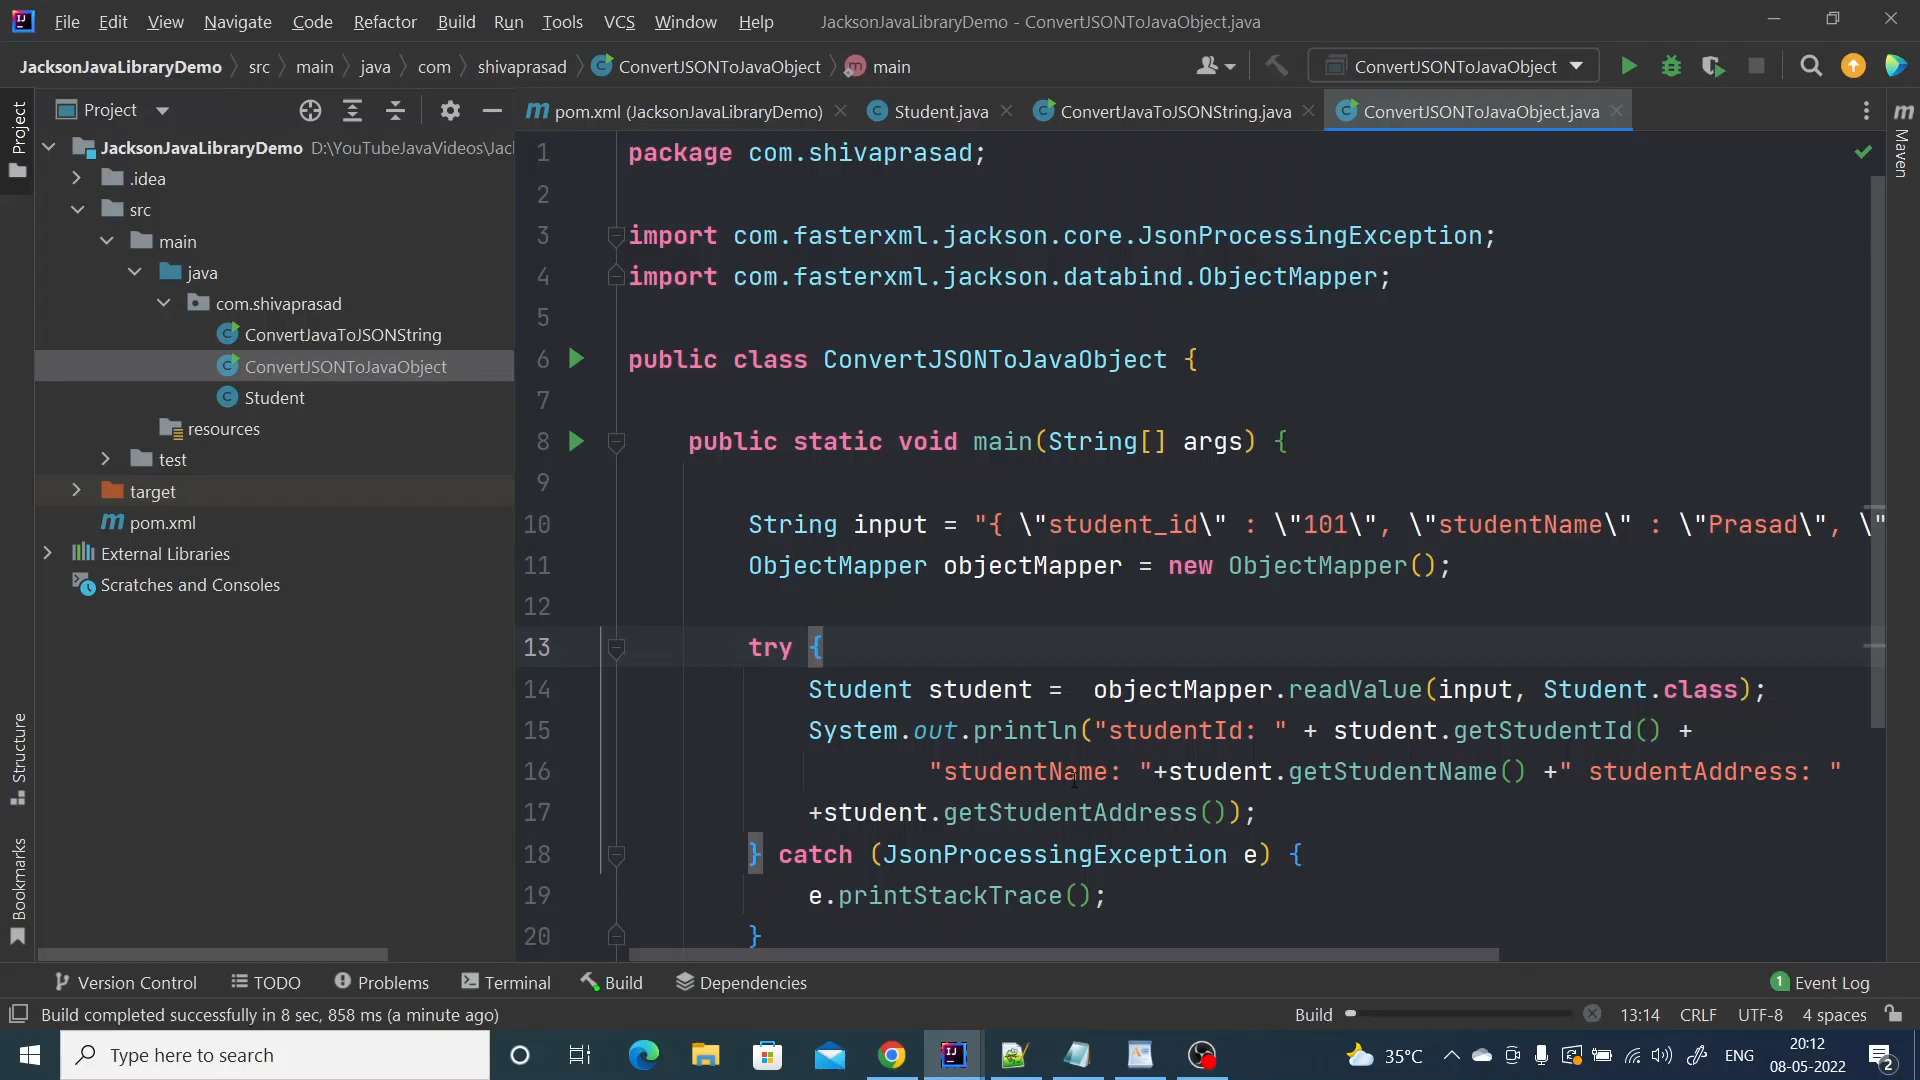 File Edit View Navigate Code Refactor Build Run Tools VCS Window Help JacksonJavaLibraryDemo - ConvertJSONToJavaObject.java
JacksonJavaLibraryDemo src main java com shivaprasad ConvertJSONToJavaObject main ConvertJSONToJavaObject
Project
pom.xml (JacksonJavaLibraryDemo) Student.java ConvertJavaToJSONString.java ConvertJSONToJavaObject.java
Project
Maven
JacksonJavaLibraryDemo D:\YouTubeJavaVideos\Jac
.idea
src
main
java
com.shivaprasad
ConvertJavaToJSONString
ConvertJSONToJavaObject
Student
resources
test
target
pom.xml
External Libraries
Scratches and Consoles
Structure
Bookmarks
1 package com.shivaprasad;
2
3 import com.fasterxml.jackson.core.JsonProcessingException;
4 import com.fasterxml.jackson.databind.ObjectMapper;
5
6 public class ConvertJSONToJavaObject {
7
8 public static void main(String[] args) {
9
10 String input = "{ \"student_id\" : \"101\", \"studentName\" : \"Prasad\", \"
11 ObjectMapper objectMapper = new ObjectMapper();
12
13 try {
14 Student student = objectMapper.readValue(input, Student.class);
15 System.out.println("studentId: " + student.getStudentId() +
16 "studentName: "+student.getStudentName() +" studentAddress: "
17 +student.getStudentAddress());
18 } catch (JsonProcessingException e) {
19 e.printStackTrace();
20 }
Version Control TODO Problems Terminal Build Dependencies 1 Event Log
Build completed successfully in 8 sec, 858 ms (a minute ago) Build 13:14 CRLF UTF-8 4 spaces
Type here to search 35°C ENG 20:12
08-05-2022 2